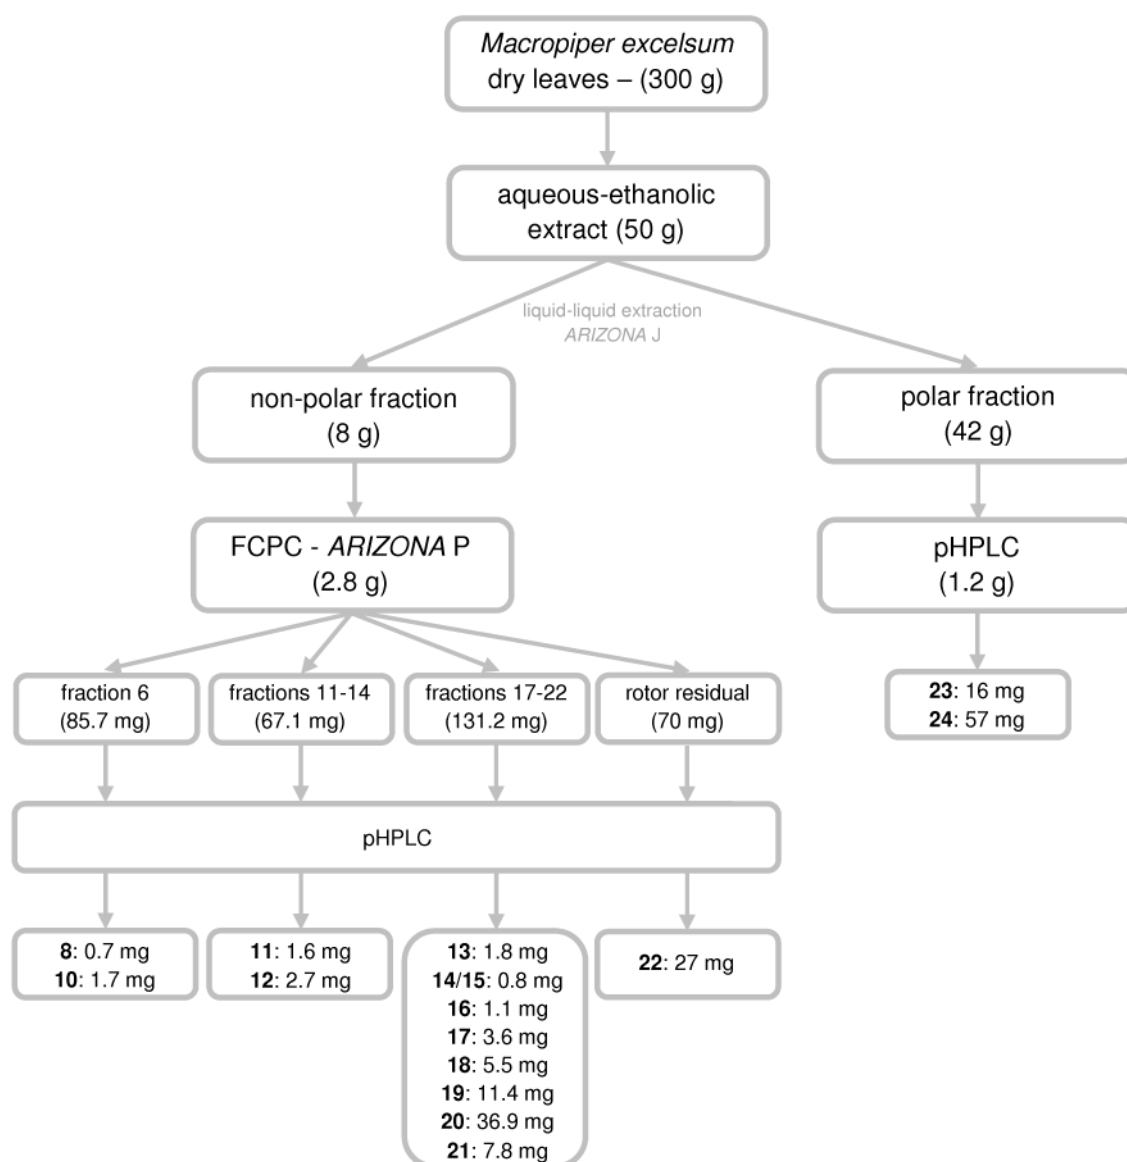 Macropiper excelsum
dry leaves – (300 g)
aqueous-ethanolic
extract (50 g)
liquid-liquid extraction
ARIZONA J
non-polar fraction
(8 g)
polar fraction
(42 g)
FCPC - ARIZONA P
(2.8 g)
pHPLC
(1.2 g)
fraction 6
(85.7 mg)
fractions 11-14
(67.1 mg)
fractions 17-22
(131.2 mg)
rotor residual
(70 mg)
23: 16 mg
24: 57 mg
pHPLC
8: 0.7 mg
10: 1.7 mg
11: 1.6 mg
12: 2.7 mg
13: 1.8 mg
14/15: 0.8 mg
16: 1.1 mg
17: 3.6 mg
18: 5.5 mg
19: 11.4 mg
20: 36.9 mg
21: 7.8 mg
22: 27 mg